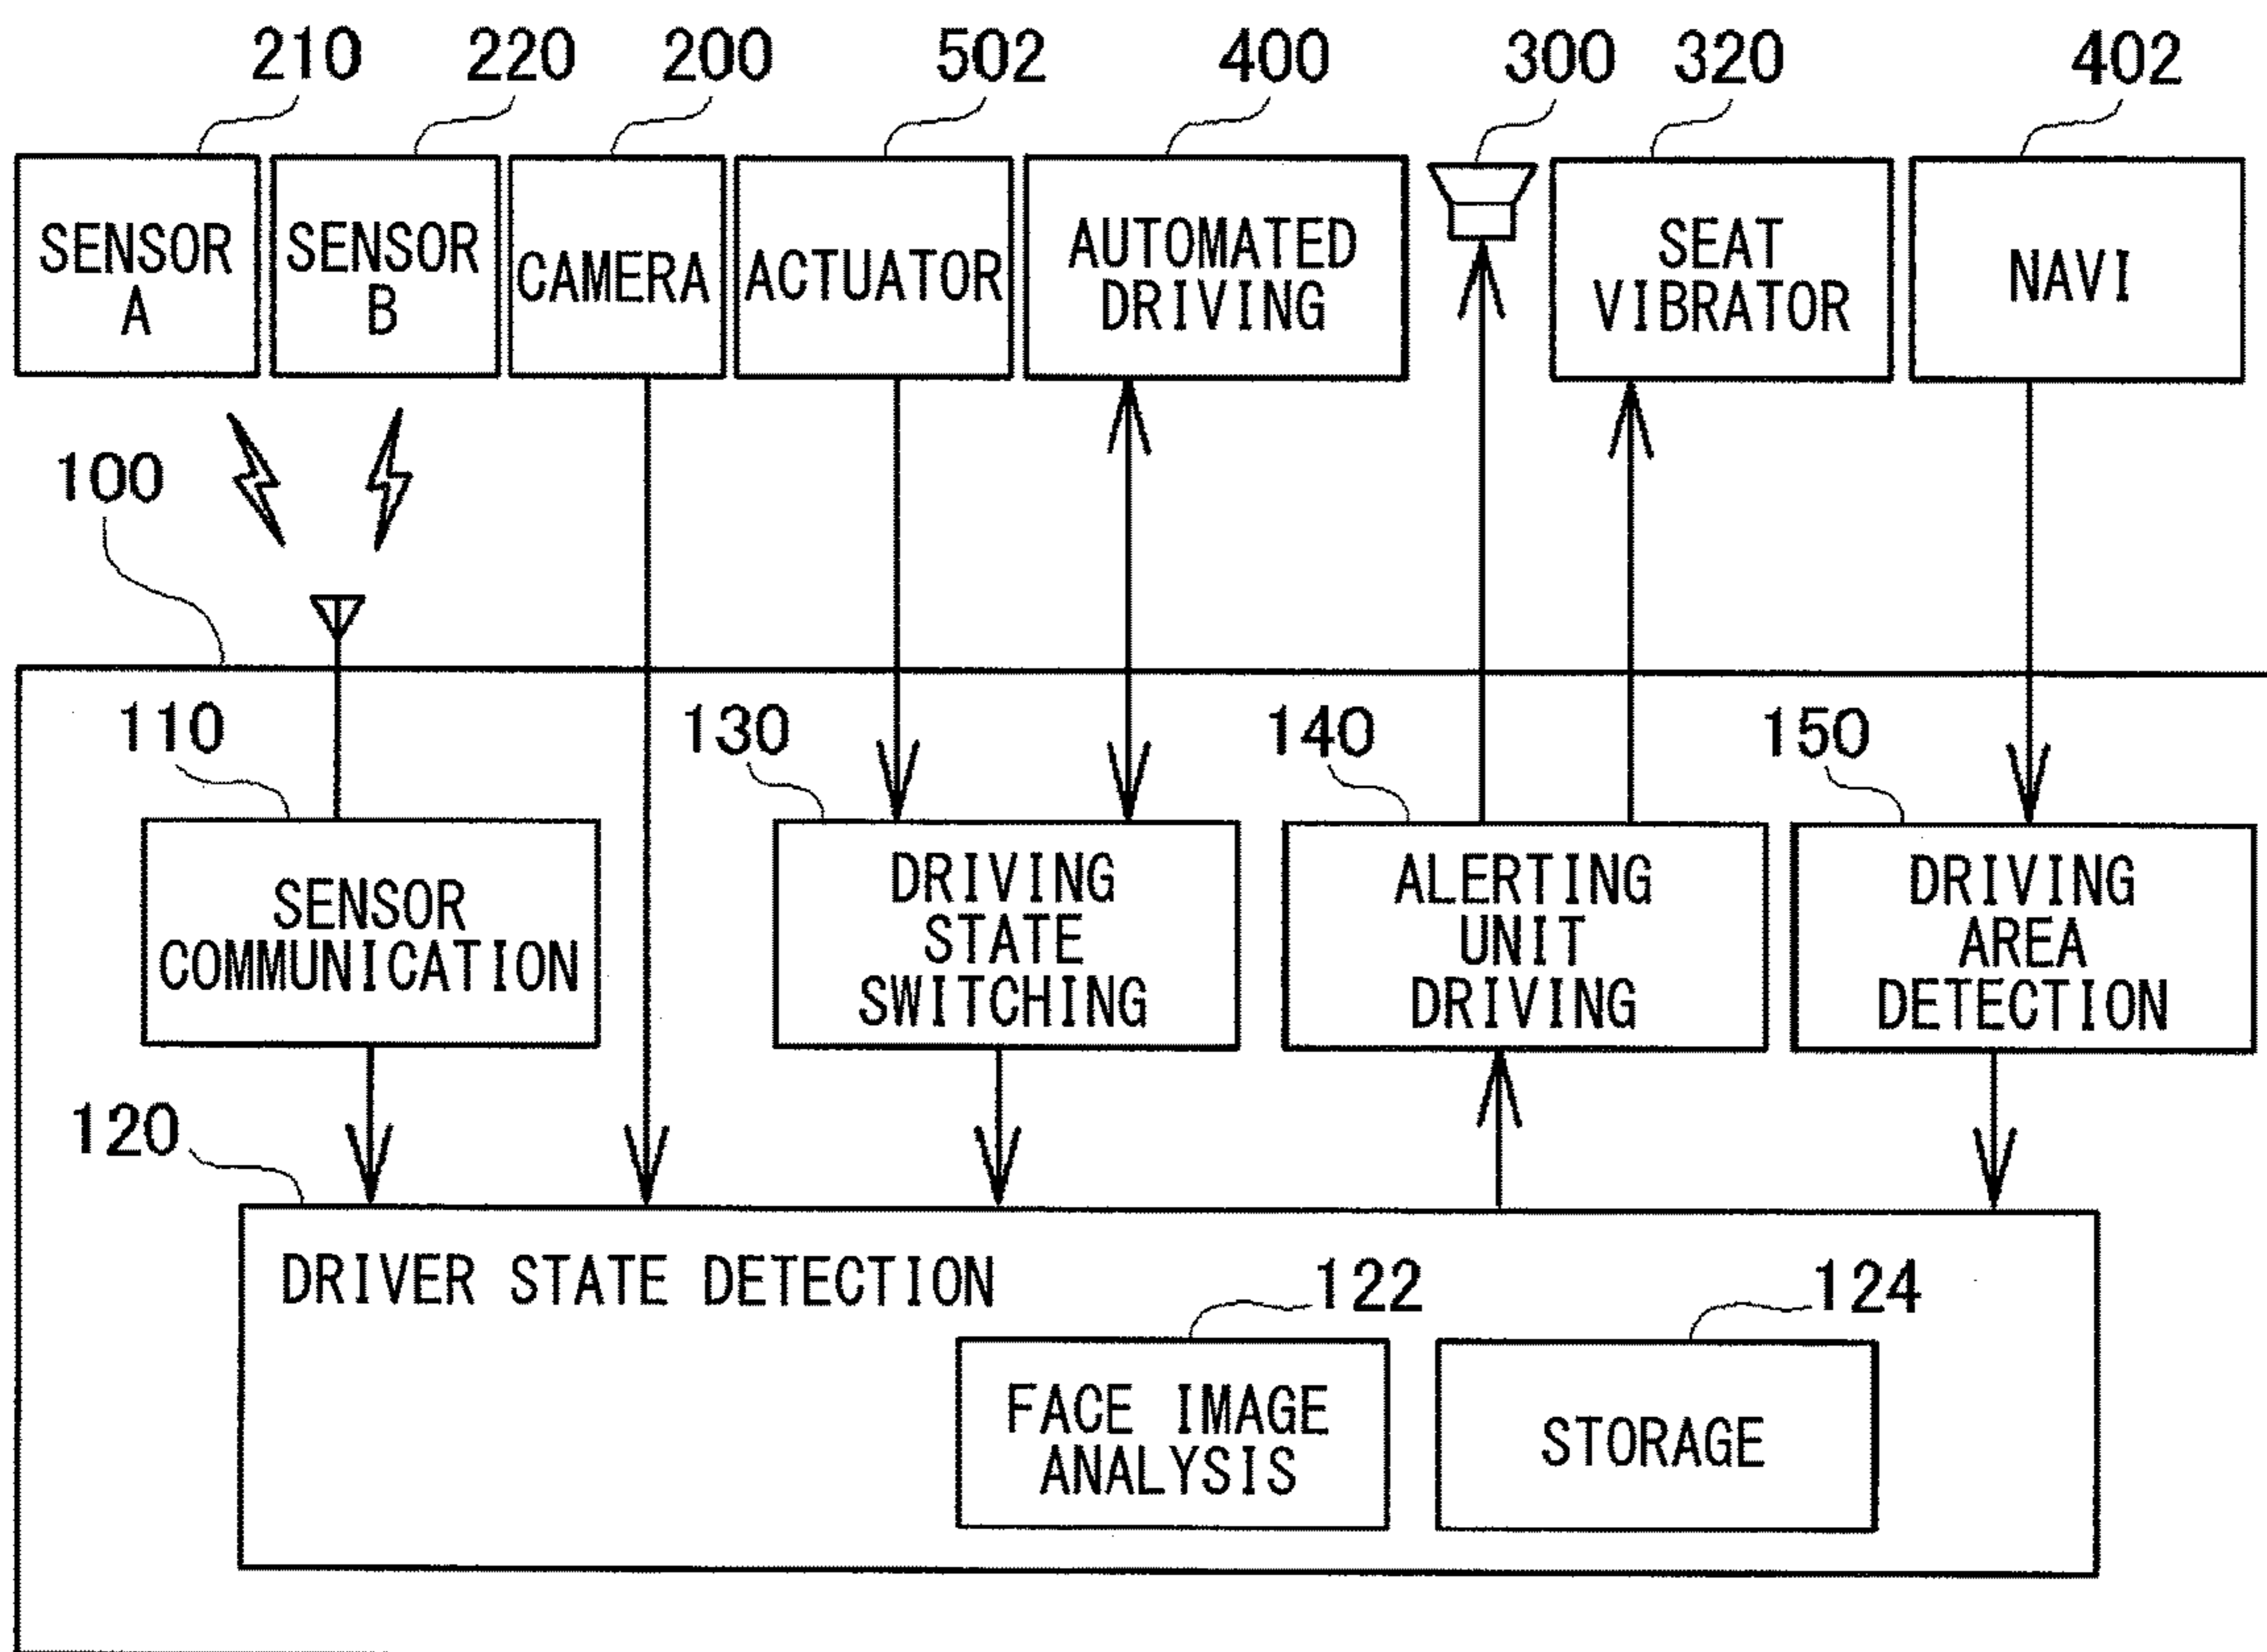 210 220 200 502 400 300 320 402
SENSOR
A
SENSOR
B
CAMERA
ACTUATOR
AUTOMATED
DRIVING
SEAT
VIBRATOR
NAVI
100
110 130 140 150
SENSOR
COMMUNICATION
DRIVING
STATE
SWITCHING
ALERTING
UNIT
DRIVING
DRIVING
AREA
DETECTION
120
DRIVER STATE DETECTION
122 124
FACE IMAGE
ANALYSIS
STORAGE